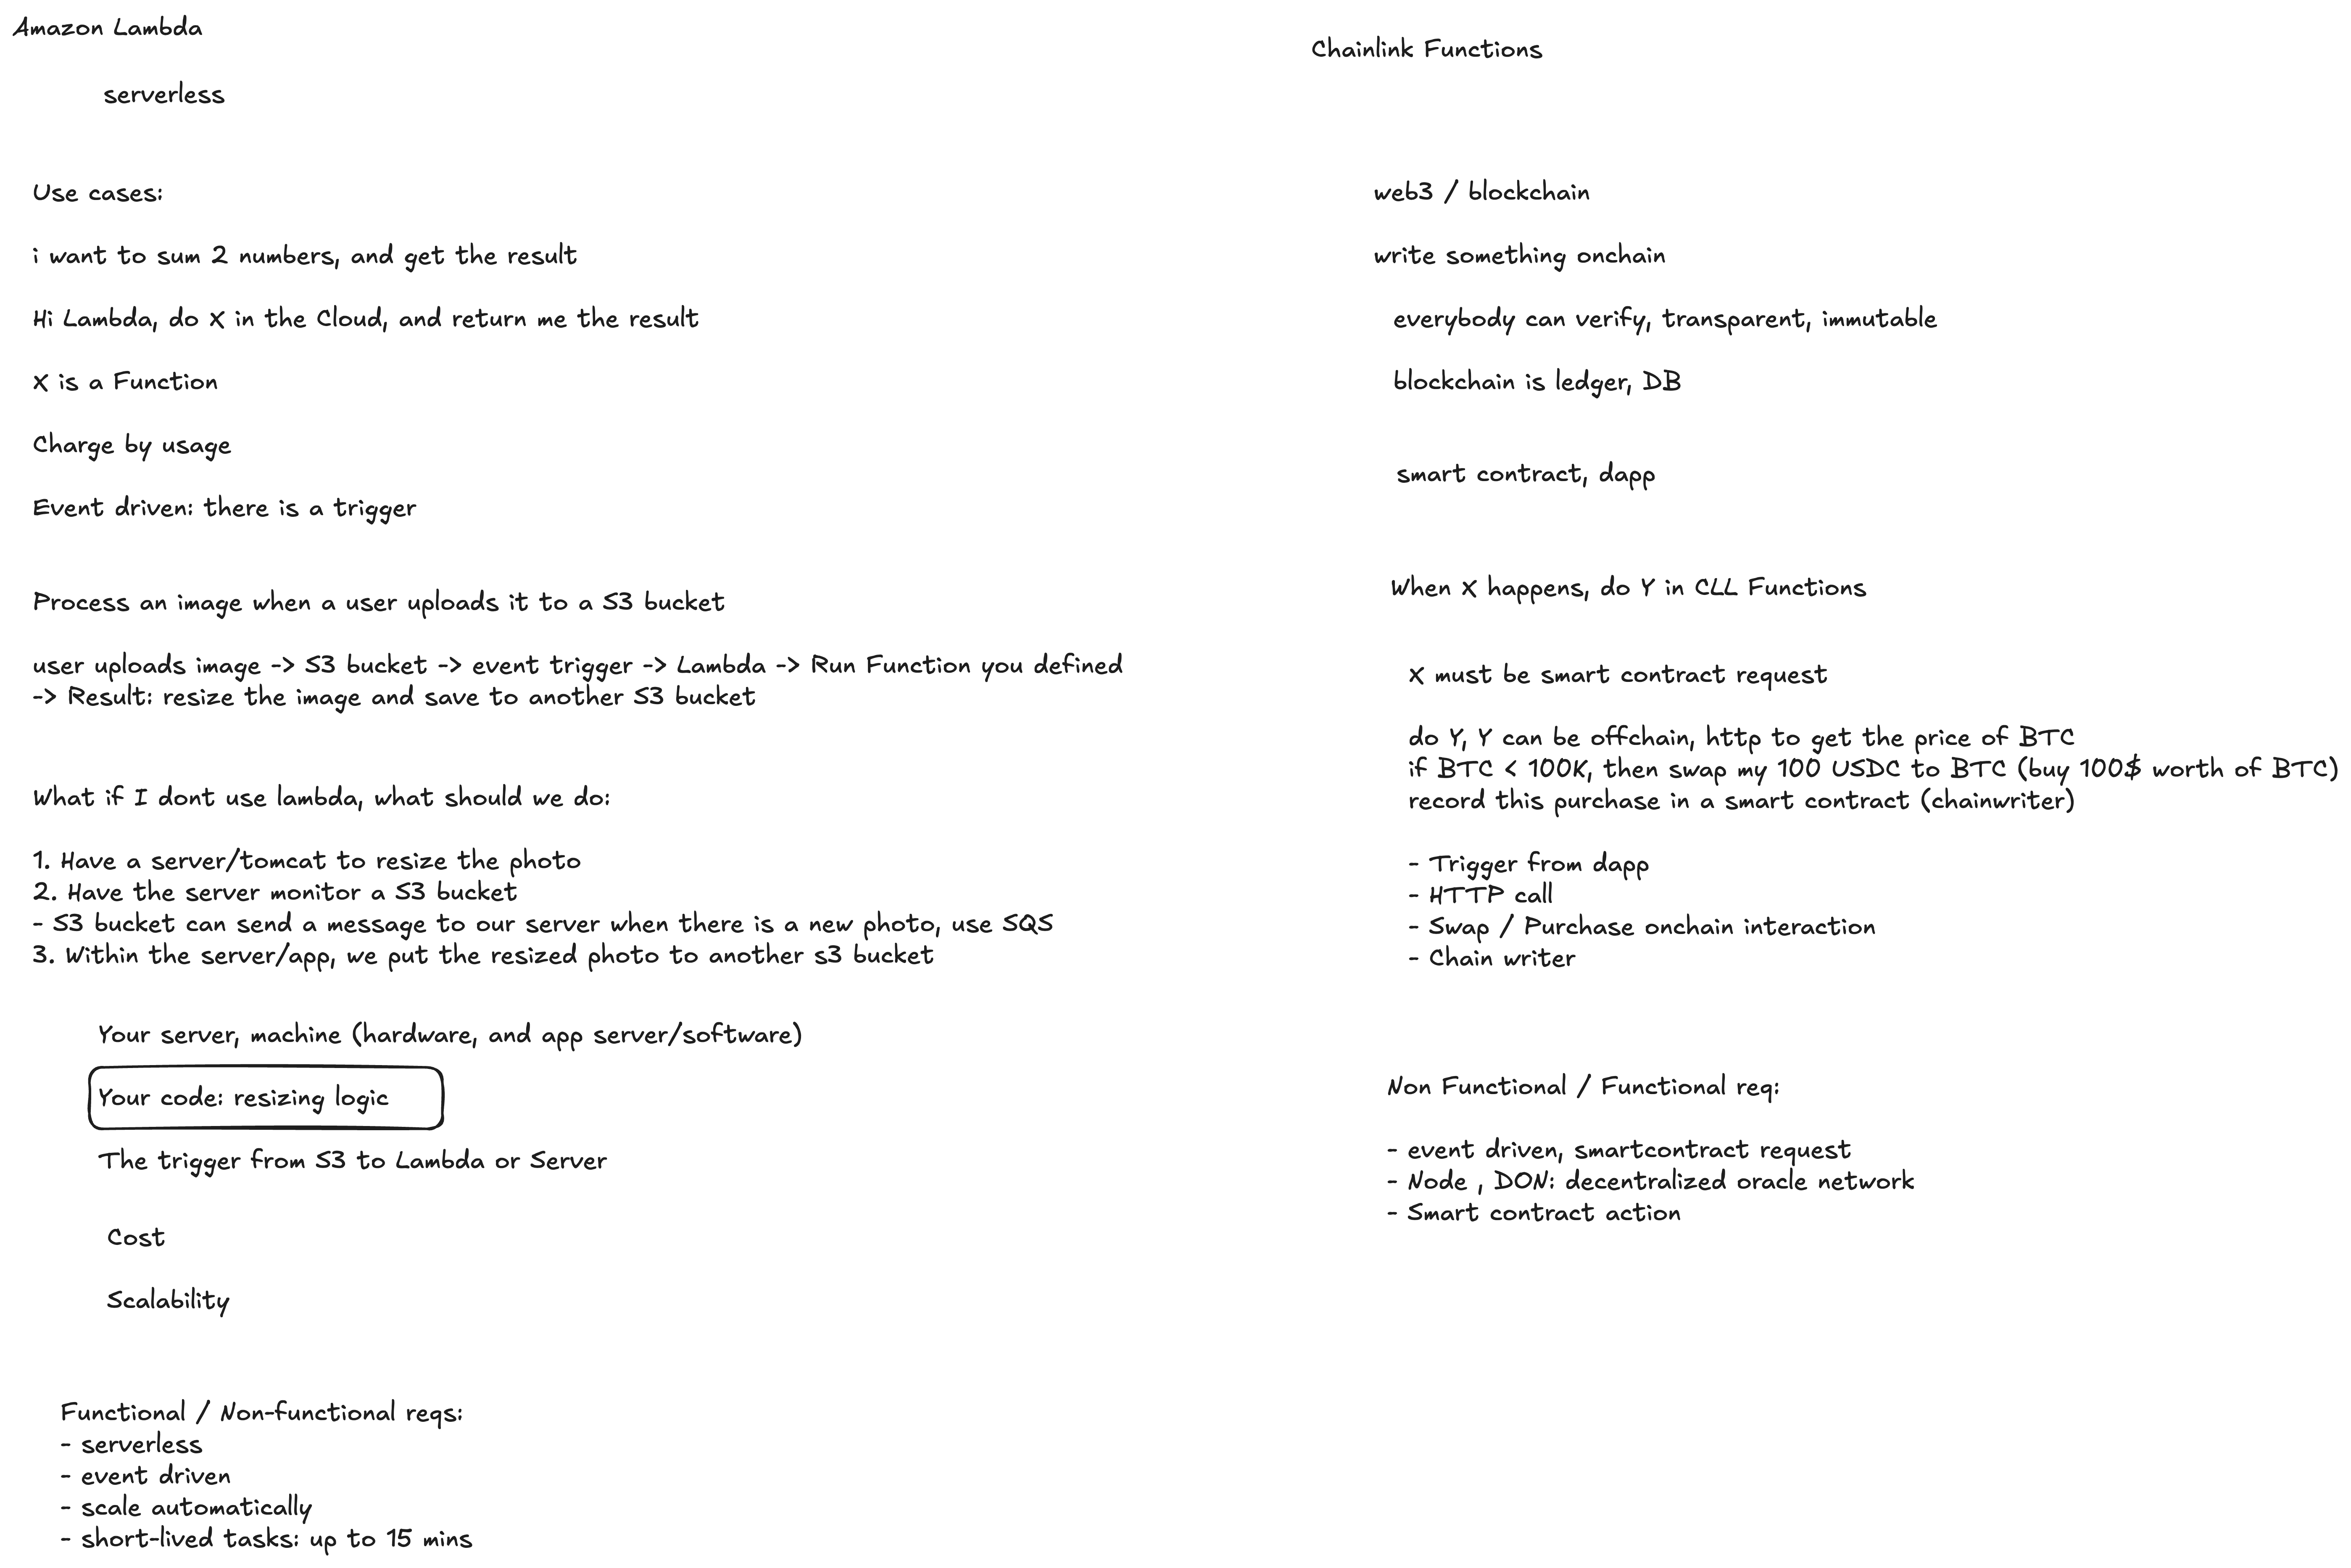 Amazon Lambda
serverless
Use cases:
i want to sum 2 numbers, and get the result
Hi Lambda, do X in the Cloud, and return me the result
X is a Function
Charge by usage
Event driven: there is a trigger
Process an image when a user uploads it to a S3 bucket
user uploads image -> S3 bucket -> event trigger -> Lambda -> Run Function you defined
-> Result: resize the image and save to another S3 bucket
What if I dont use lambda, what should we do:
1. Have a server/tomcat to resize the photo
2. Have the server monitor a S3 bucket
- S3 bucket can send a message to our server when there is a new photo, use SQS
3. Within the server/app, we put the resized photo to another s3 bucket
Your server, machine (hardware, and app server/software)
Your code: resizing logic
The trigger from S3 to Lambda or Server
Cost
Scalability
Functional / Non-functional reqs:
- serverless
- event driven
- scale automatically
- short-lived tasks: up to 15 mins
Chainlink Functions
web3 / blockchain
write something onchain
everybody can verify, transparent, immutable
blockchain is ledger, DB
smart contract, dapp
When X happens, do Y in CLL Functions
X must be smart contract request
do Y, Y can be offchain, http to get the price of BTC
if BTC < 100K, then swap my 100 USDC to BTC (buy 100$ worth of BTC)
record this purchase in a smart contract (chainwriter)
- Trigger from dapp
- HTTP call
- Swap / Purchase onchain interaction
- Chain writer
Non Functional / Functional req:
- event driven, smartcontract request
- Node , DON: decentralized oracle network
- Smart contract action